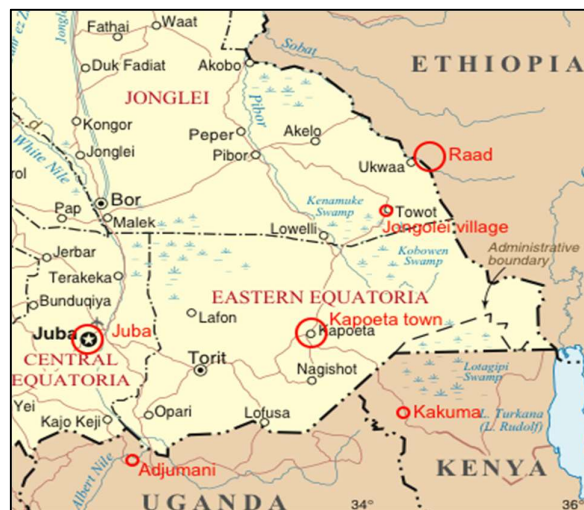 Fathai
Waat
Duk Fadiat
Akobo
Sobat
ETHIOPIA
JONGLEI
Pibor
Kongor
Peper
Akelo
Jonglei
Pibor
Ukwaa
Raad
White Nile
Bor
Kenamuke
Swamp
Towot
Pap
Malek
Jongolei village
Lowelli
Jerbar
Kobowen
Swamp
Administrative
boundary
Terakeka
Bunduqiya
EASTERN EQUATORIA
Lafon
Kapoeta town
Juba
Juba
Kapoeta
CENTRAL
EQUATORIA
Torit
Nagishot
Lotagipi
Swamp
Yei
Kajo Keji
Opari
Lofusa
Kakuma
L. Turkana
(L. Rudolf)
Adjumani
Albert Nile
KENYA
UGANDA
34°
36°